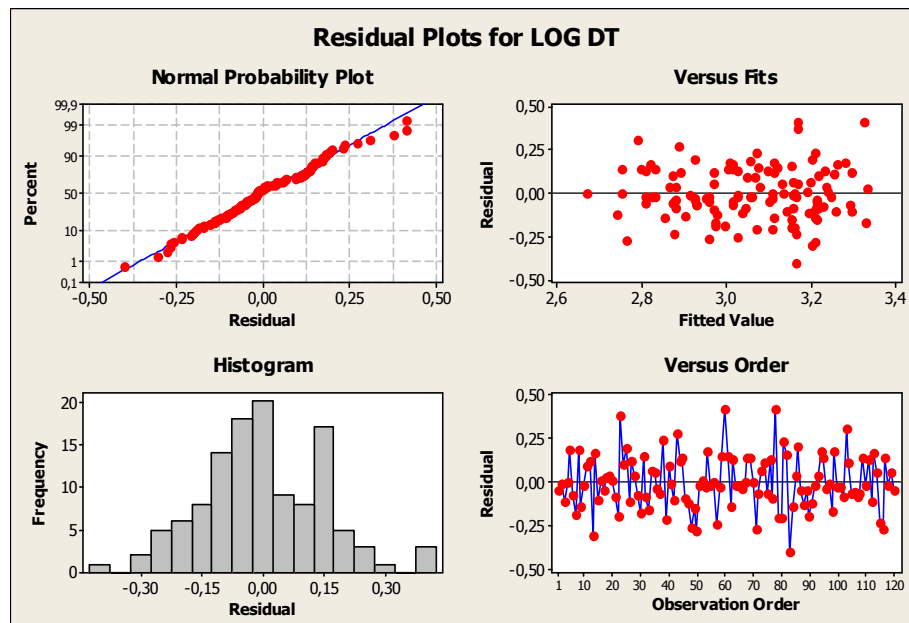 Residual Plots for LOG DT
Normal Probability Plot
99,9
99
90
50
10
1
0,1
Percent
-0,50 -0,25 0,00 0,25 0,50
Residual
Versus Fits
0,50
0,25
0,00
-0,25
-0,50
Residual
2,6 2,8 3,0 3,2 3,4
Fitted Value
Histogram
20
15
10
5
0
Frequency
-0,30 -0,15 0,00 0,15 0,30
Residual
Versus Order
0,50
0,25
0,00
-0,25
-0,50
Residual
1 10 20 30 40 50 60 70 80 90 100 110 120
Observation Order